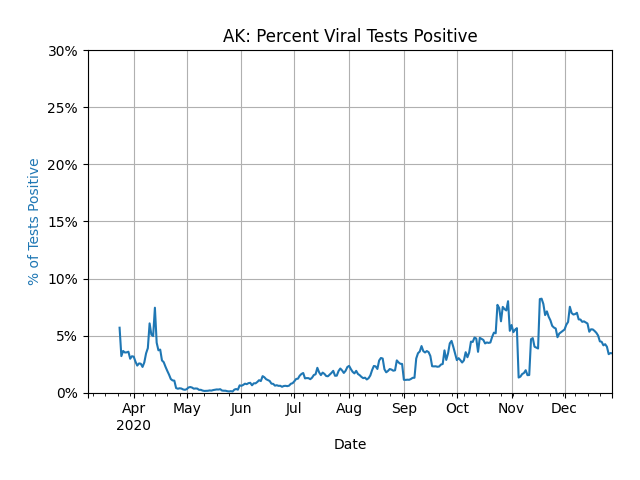 AK: Percent Viral Tests Positive
30%
25%
20%
15%
10%
5%
0%
% of Tests Positive
Apr May Jun Jul Aug Sep Oct Nov Dec
2020
Date